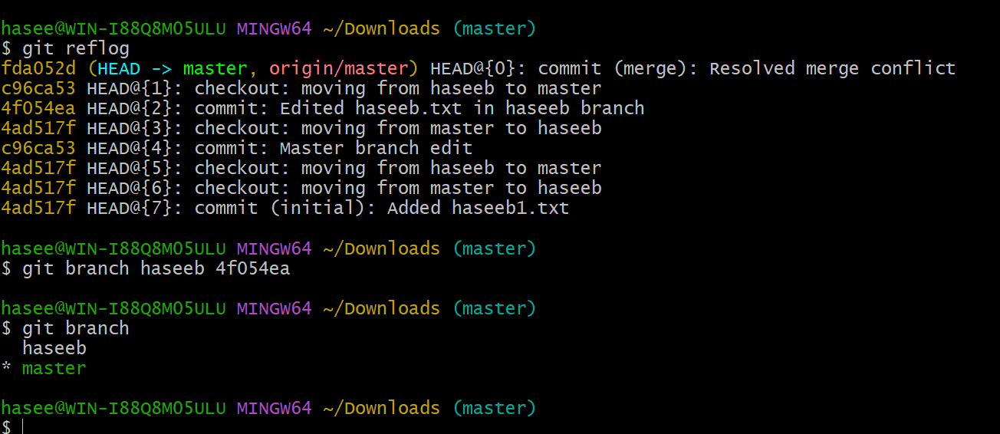 hasee@WIN-I88Q8M05ULU MINGW64 ~/Downloads (master)
$ git reflog
fda052d (HEAD -> master, origin/master) HEAD@{0}: commit (merge): Resolved merge conflict
c96ca53 HEAD@{1}: checkout: moving from haseeb to master
4f054ea HEAD@{2}: commit: Edited haseeb.txt in haseeb branch
4ad517f HEAD@{3}: checkout: moving from master to haseeb
c96ca53 HEAD@{4}: commit: Master branch edit
4ad517f HEAD@{5}: checkout: moving from haseeb to master
4ad517f HEAD@{6}: checkout: moving from master to haseeb
4ad517f HEAD@{7}: commit (initial): Added haseeb1.txt
hasee@WIN-I88Q8M05ULU MINGW64 ~/Downloads (master)
$ git branch haseeb 4f054ea
hasee@WIN-I88Q8M05ULU MINGW64 ~/Downloads (master)
$ git branch
  haseeb
* master
hasee@WIN-I88Q8M05ULU MINGW64 ~/Downloads (master)
$